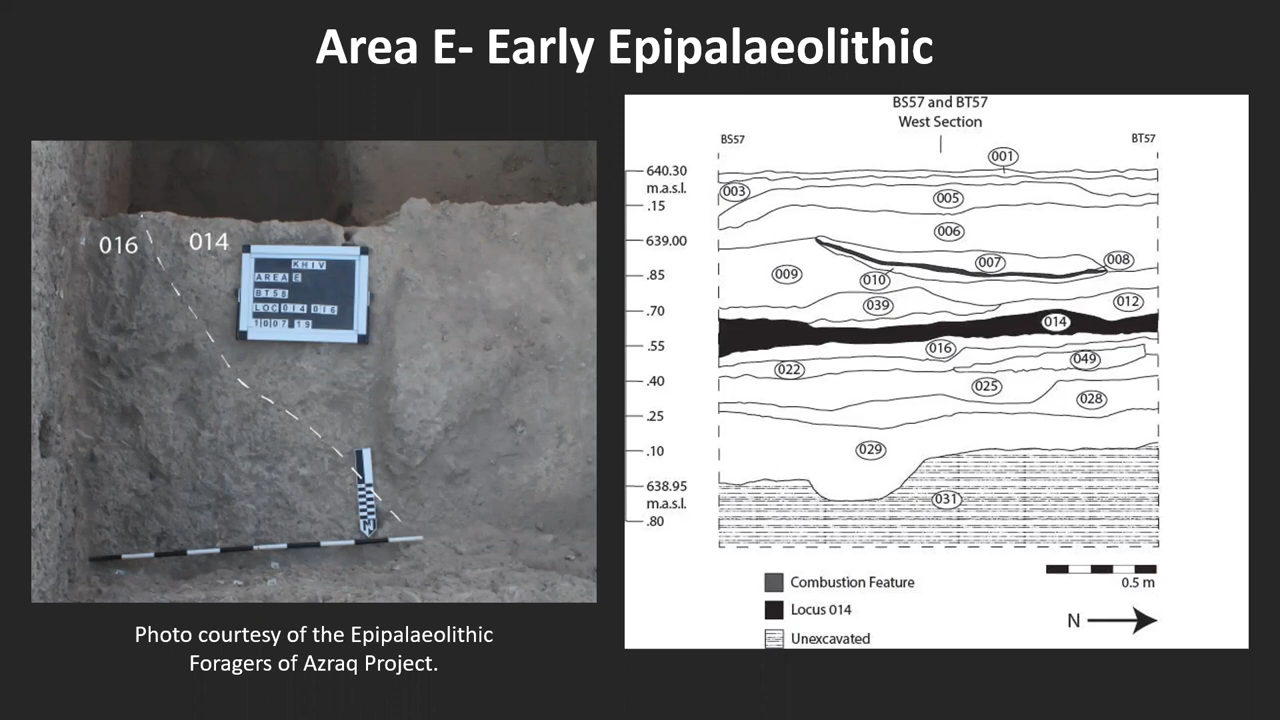 Area E- Early Epipalaeolithic
016
014
KHIV
AREA E
BT58
LOC 014 016
1007 19
Photo courtesy of the Epipalaeolithic
Foragers of Azraq Project.
BS57 and BT57
West Section
BS57
BT57
640.30
m.a.s.l.
.15
639.00
.85
.70
.55
.40
.25
.10
638.95
m.a.s.l.
.80
001
003
005
006
007
008
009
010
039
012
014
016
049
022
025
028
029
031
Combustion Feature
Locus 014
Unexcavated
0.5 m
N